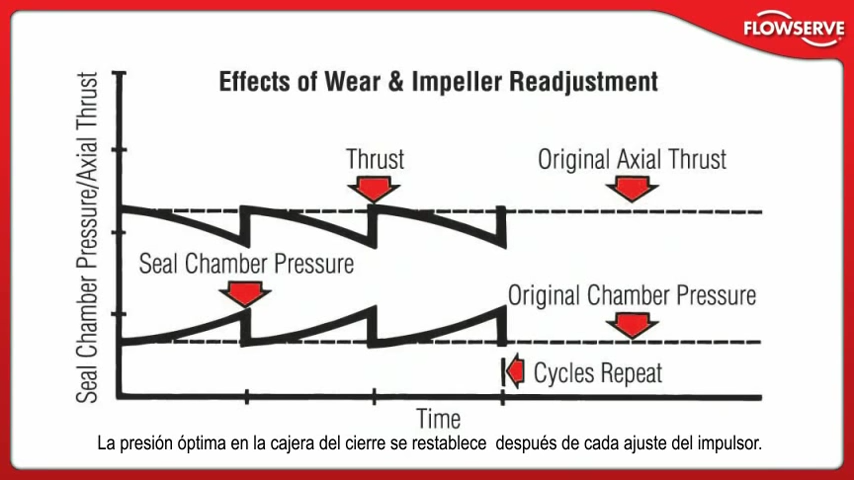 FLOWSERVE
Effects of Wear & Impeller Readjustment
Seal Chamber Pressure/Axial Thrust
Thrust
Original Axial Thrust
Seal Chamber Pressure
Original Chamber Pressure
Cycles Repeat
Time
La presión óptima en la cajera del cierre se restablece después de cada ajuste del impulsor.